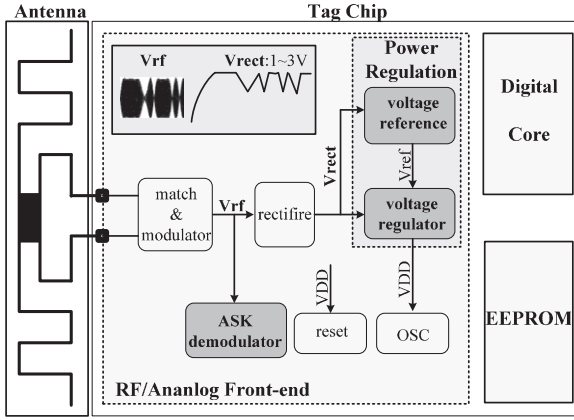 Antenna
Tag Chip
Vrf
Vrect:1~3V
Power
Regulation
voltage
reference
Vrect
Vref
match
&
modulator
Vrf
rectifire
voltage
regulator
VDD
VDD
ASK
demodulator
reset
OSC
RF/Ananlog Front-end
Digital
Core
EEPROM